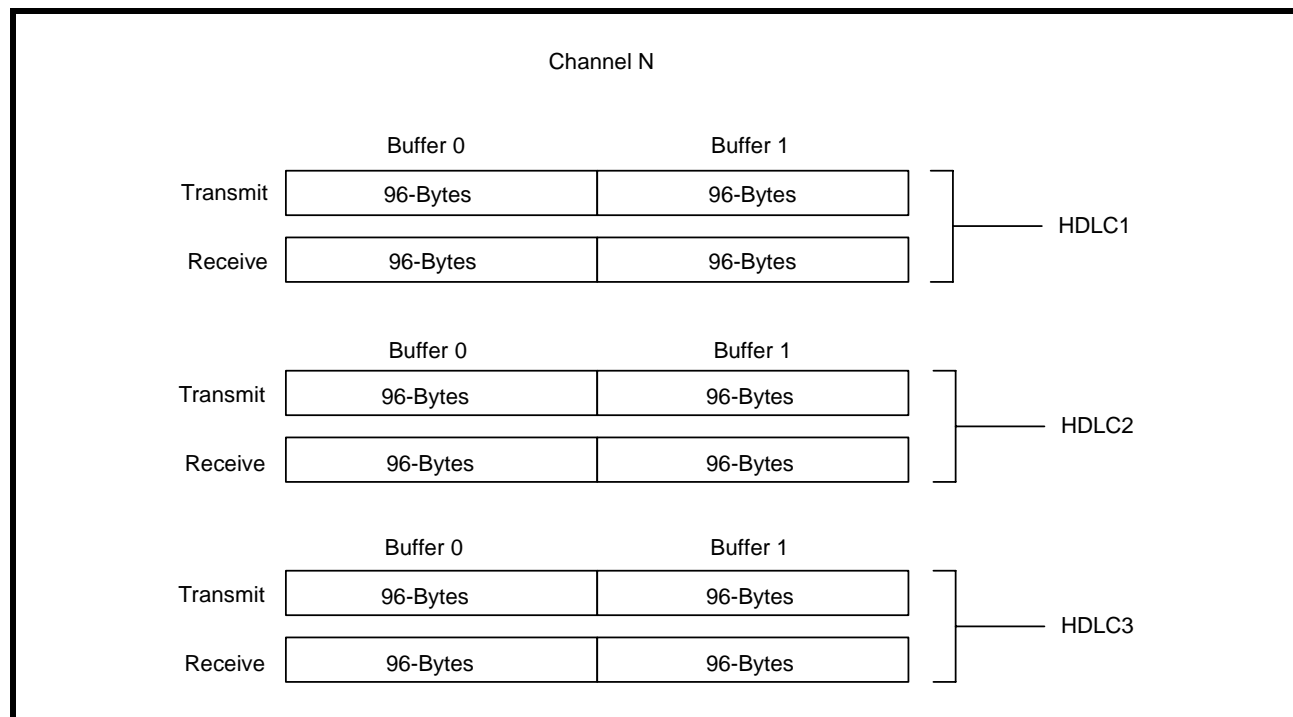 Channel N
Buffer 0 Buffer 1
Transmit 96-Bytes 96-Bytes
HDLC1
Receive 96-Bytes 96-Bytes
Buffer 0 Buffer 1
Transmit 96-Bytes 96-Bytes
HDLC2
Receive 96-Bytes 96-Bytes
Buffer 0 Buffer 1
Transmit 96-Bytes 96-Bytes
HDLC3
Receive 96-Bytes 96-Bytes